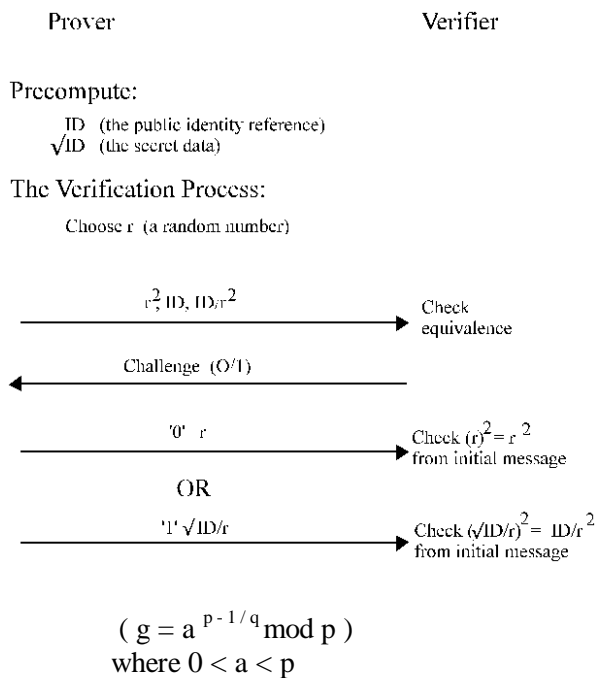 Prover Verifier
Precompute:
ID (the public identity reference)
√ID (the secret data)
The Verification Process:
Choose r (a random number)
r², ID, ID/r² Check
equivalence
Challenge (O/1)
'0' r Check (r)² = r²
from initial message
OR
'1' √ID/r Check (√ID/r)² = ID/r²
from initial message
( g = a ᵖ⁻¹/ᑫ mod p )
where 0 < a < p